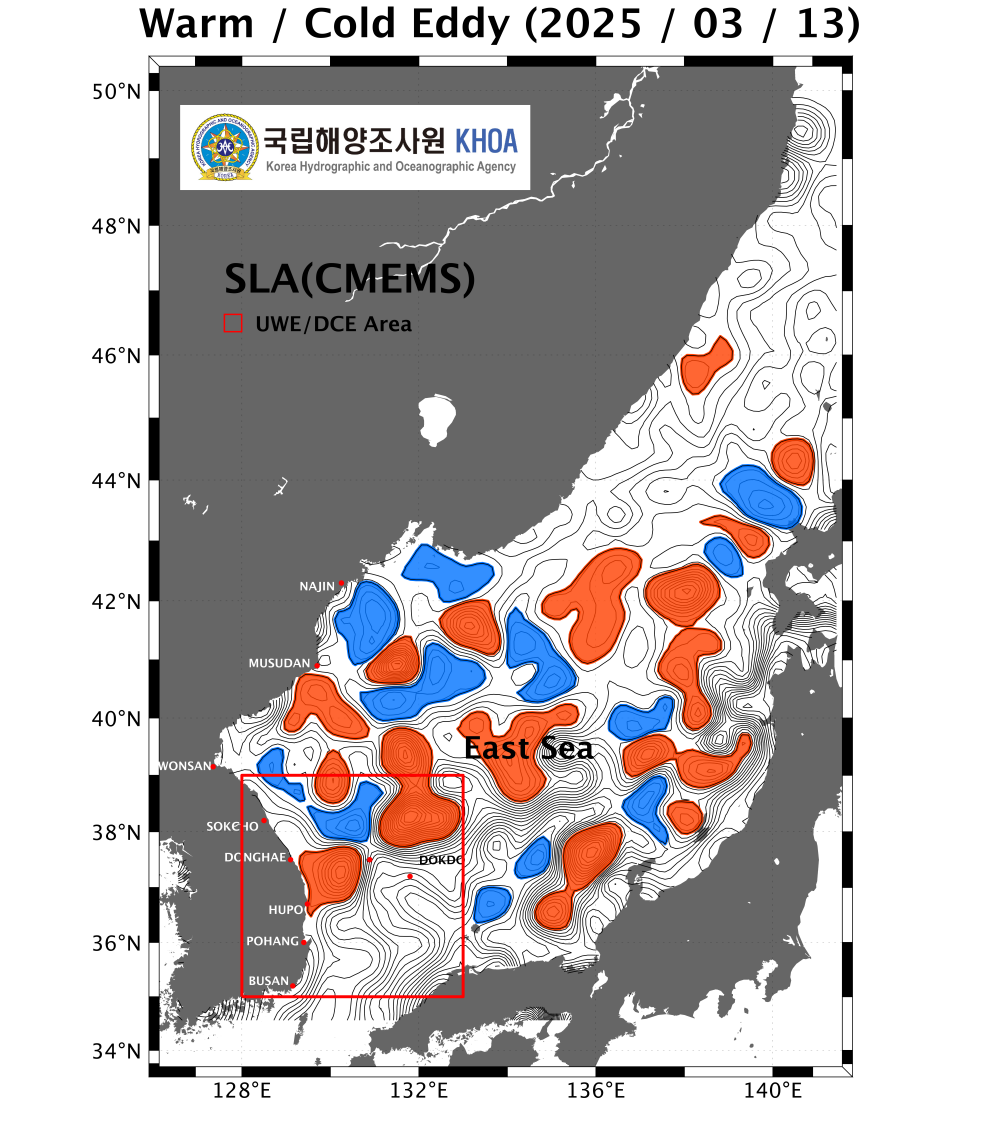 Warm / Cold Eddy (2025 / 03 / 13)
50°N
국립해양조사원 KHOA
Korea Hydrographic and Oceanographic Agency
48°N
SLA(CMEMS)
UWE/DCE Area
46°N
44°N
NAJIN
42°N
MUSUDAN
40°N
East Sea
WONSAN
SOKCHO
38°N
DONGHAE
DOKDO
HUPO
36°N
POHANG
BUSAN
34°N
128°E
132°E
136°E
140°E